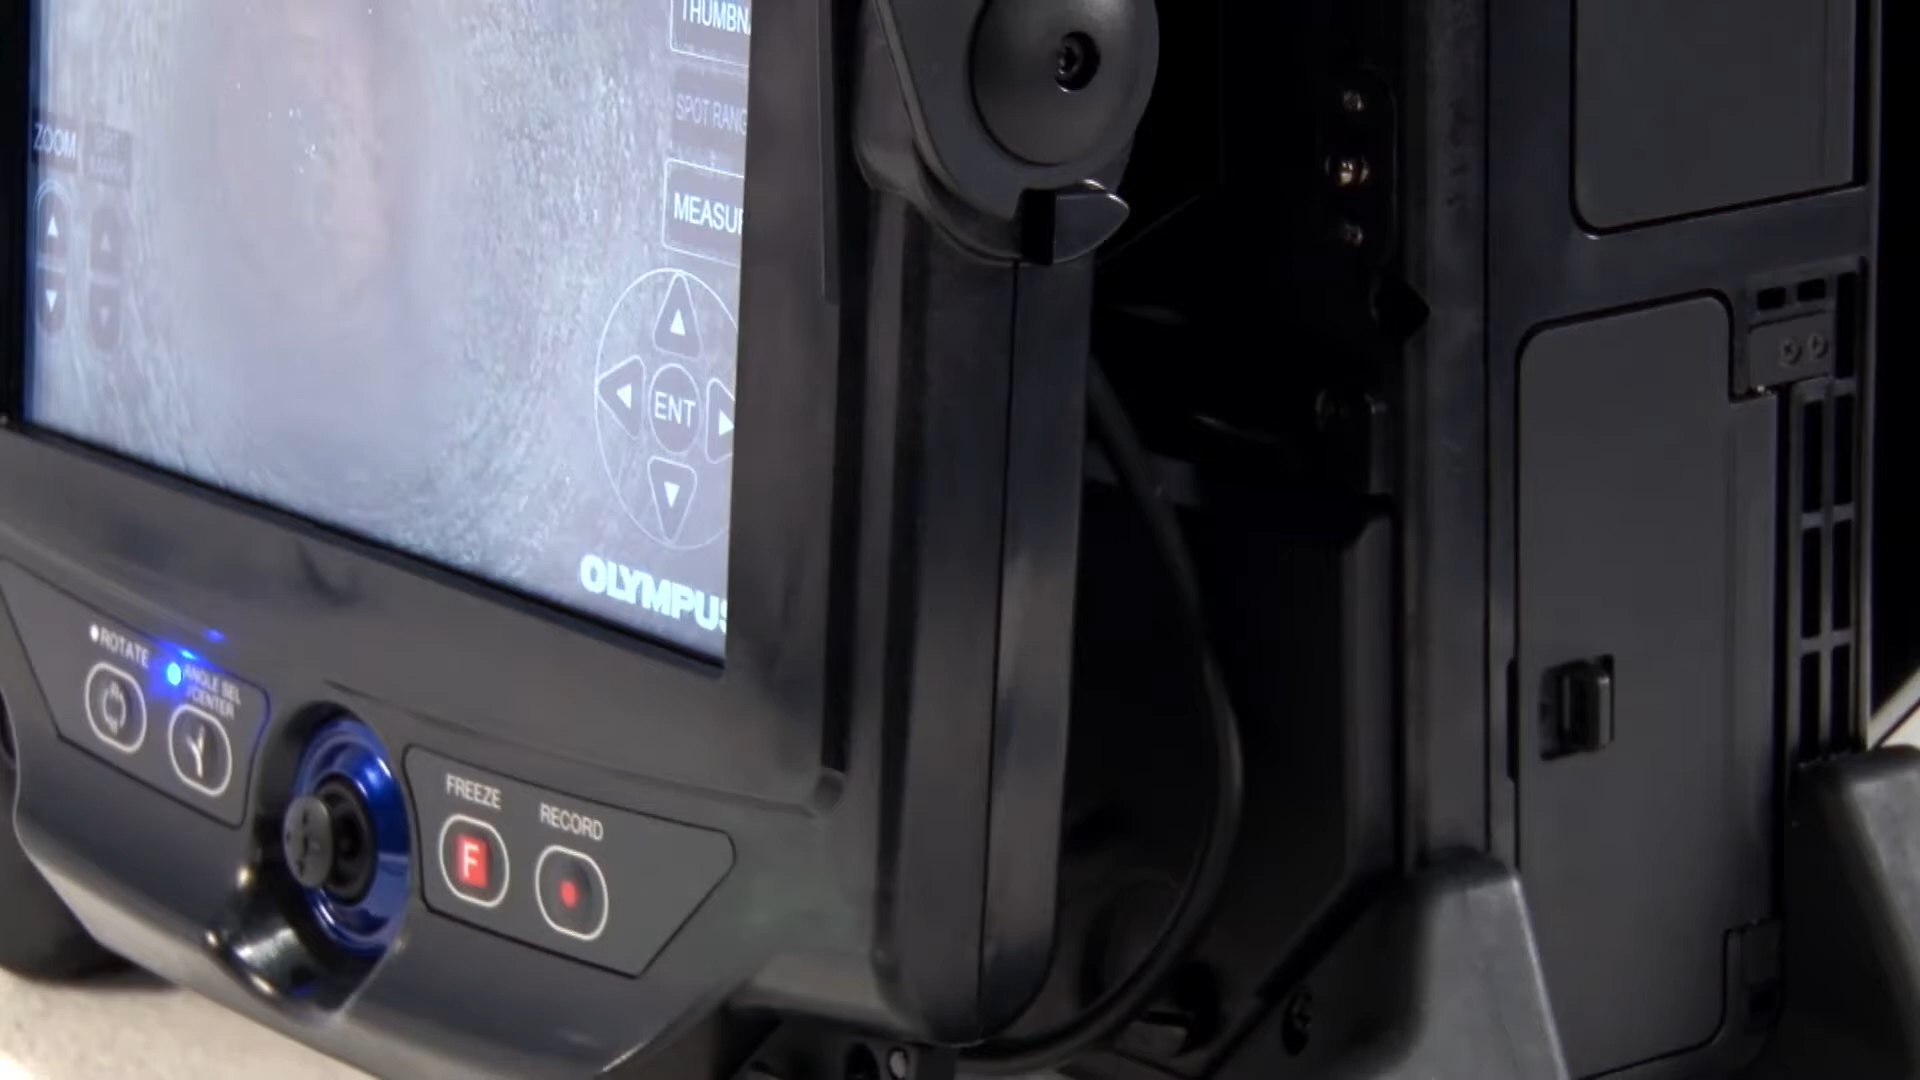 THUMBN
SPOT RANG
ZOOM
MEASUR
ENT
OLYMPUS
ROTATE
ANGLE SEL
/CENTER
FREEZE
RECORD
F